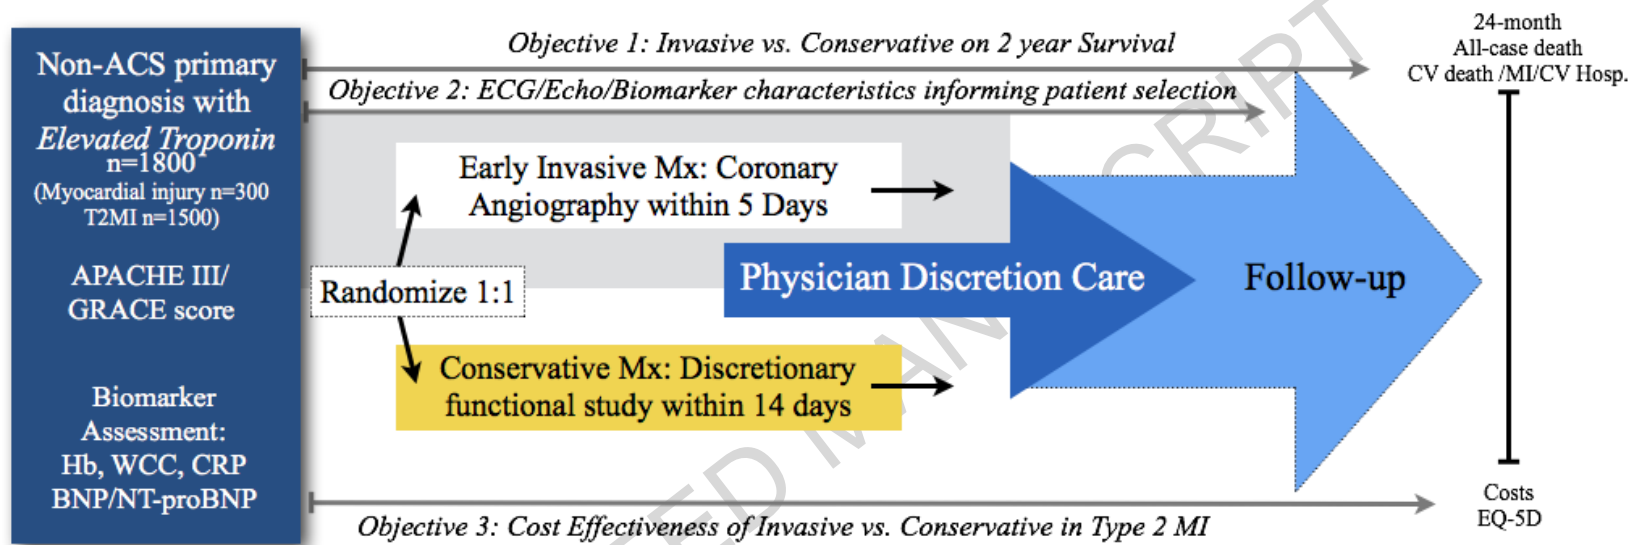 Non-ACS primary
diagnosis with
Elevated Troponin
n=1800
(Myocardial injury n=300
T2MI n=1500)
APACHE III/
GRACE score
Biomarker
Assessment:
Hb, WCC, CRP
BNP/NT-proBNP
Objective 1: Invasive vs. Conservative on 2 year Survival
Objective 2: ECG/Echo/Biomarker characteristics informing patient selection
Early Invasive Mx: Coronary
Angiography within 5 Days
Randomize 1:1
Conservative Mx: Discretionary
functional study within 14 days
Physician Discretion Care
Follow-up
24-month
All-case death
CV death /MI/CV Hosp.
Costs
EQ-5D
Objective 3: Cost Effectiveness of Invasive vs. Conservative in Type 2 MI